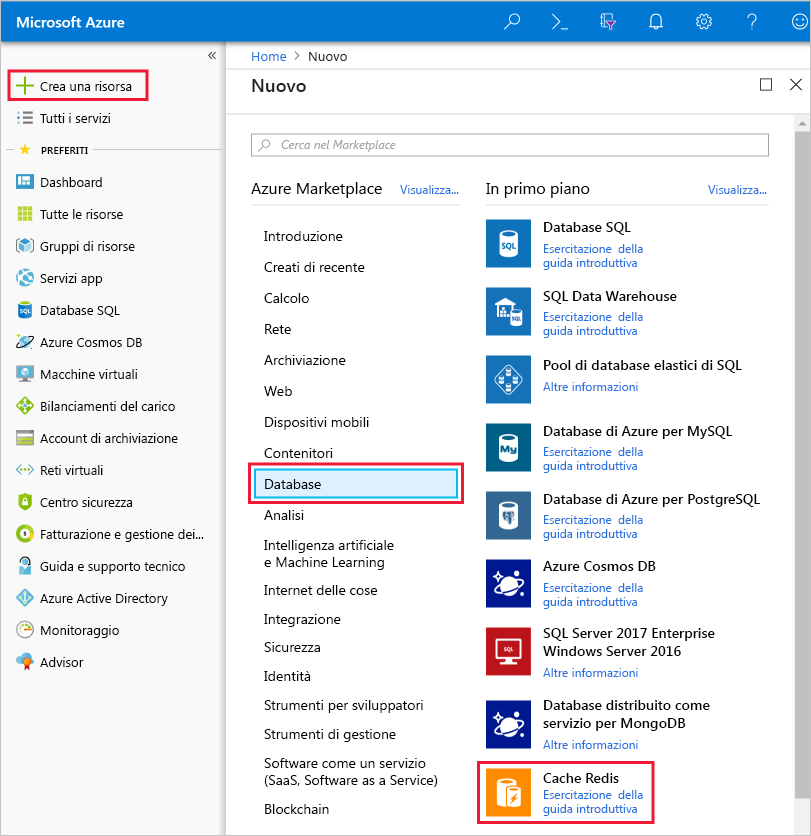 Microsoft Azure
Crea una risorsa
Tutti i servizi
PREFERITI
Dashboard
Tutte le risorse
Gruppi di risorse
Servizi app
Database SQL
Azure Cosmos DB
Macchine virtuali
Bilanciamenti del carico
Account di archiviazione
Reti virtuali
Centro sicurezza
Fatturazione e gestione dei...
Guida e supporto tecnico
Azure Active Directory
Monitoraggio
Advisor
Home > Nuovo
Nuovo
Cerca nel Marketplace
Azure Marketplace Visualizza...
Introduzione
Creati di recente
Calcolo
Rete
Archiviazione
Web
Dispositivi mobili
Contenitori
Database
Analisi
Intelligenza artificiale
e Machine Learning
Internet delle cose
Integrazione
Sicurezza
Identità
Strumenti per sviluppatori
Strumenti di gestione
Software come un servizio
(SaaS, Software as a Service)
Blockchain
In primo piano Visualizza...
Database SQL
Esercitazione della
guida introduttiva
SQL Data Warehouse
Esercitazione della
guida introduttiva
Pool di database elastici di SQL
Altre informazioni
Database di Azure per MySQL
Esercitazione della
guida introduttiva
Database di Azure per PostgreSQL
Esercitazione della
guida introduttiva
Azure Cosmos DB
Esercitazione della
guida introduttiva
SQL Server 2017 Enterprise
Windows Server 2016
Altre informazioni
Database distribuito come
servizio per MongoDB
Altre informazioni
Cache Redis
Esercitazione della
guida introduttiva